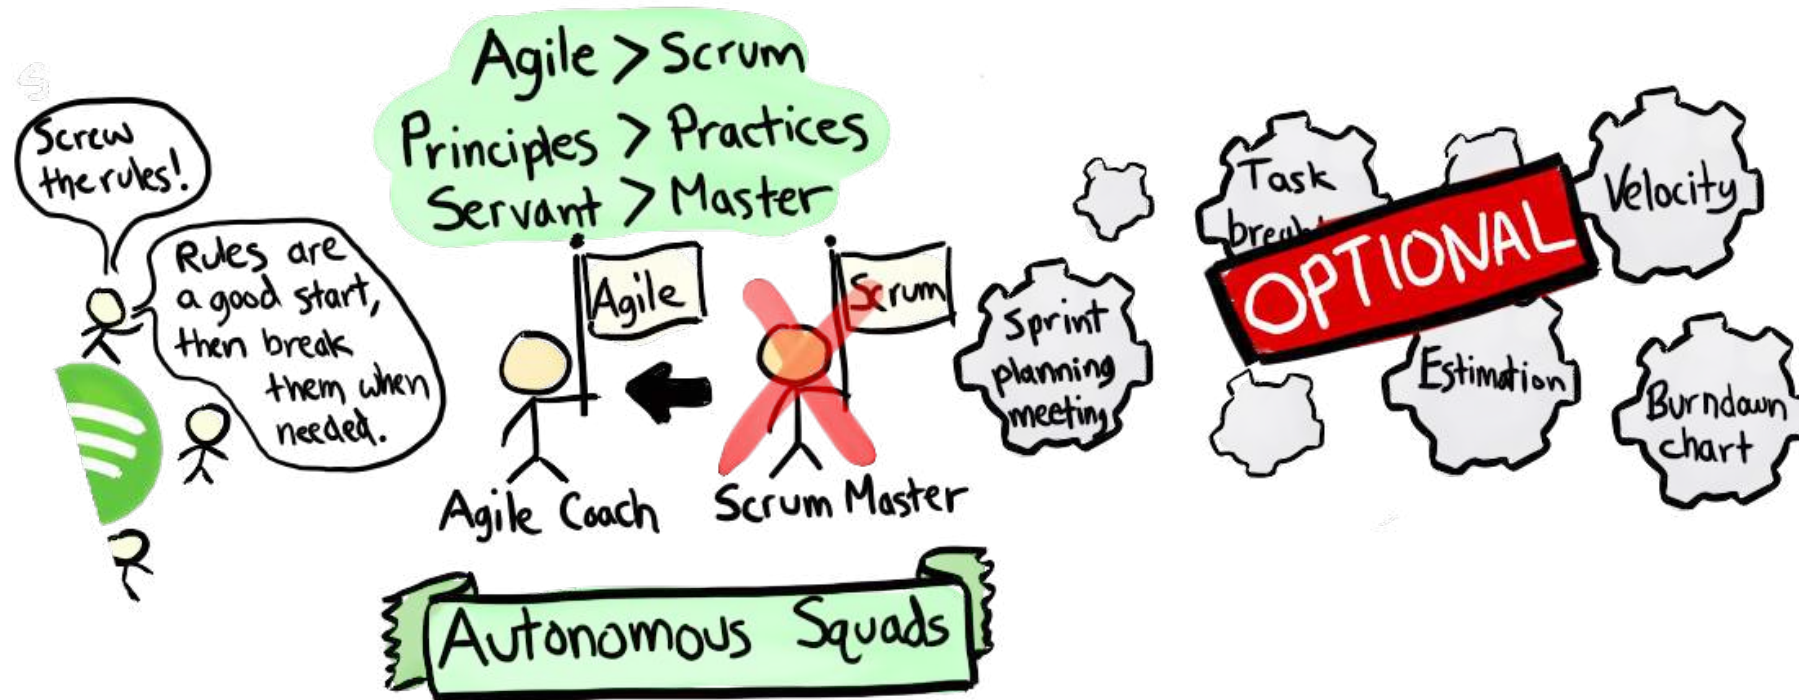 Screw
the rules!
Rules are
a good start,
then break
them when
needed.
Agile > Scrum
Principles > Practices
Servant > Master
Agile
Scrum
Agile Coach
Scrum Master
Autonomous Squads
Sprint
planning
meeting
Task
OPTIONAL
Velocity
Estimation
Burndown
chart